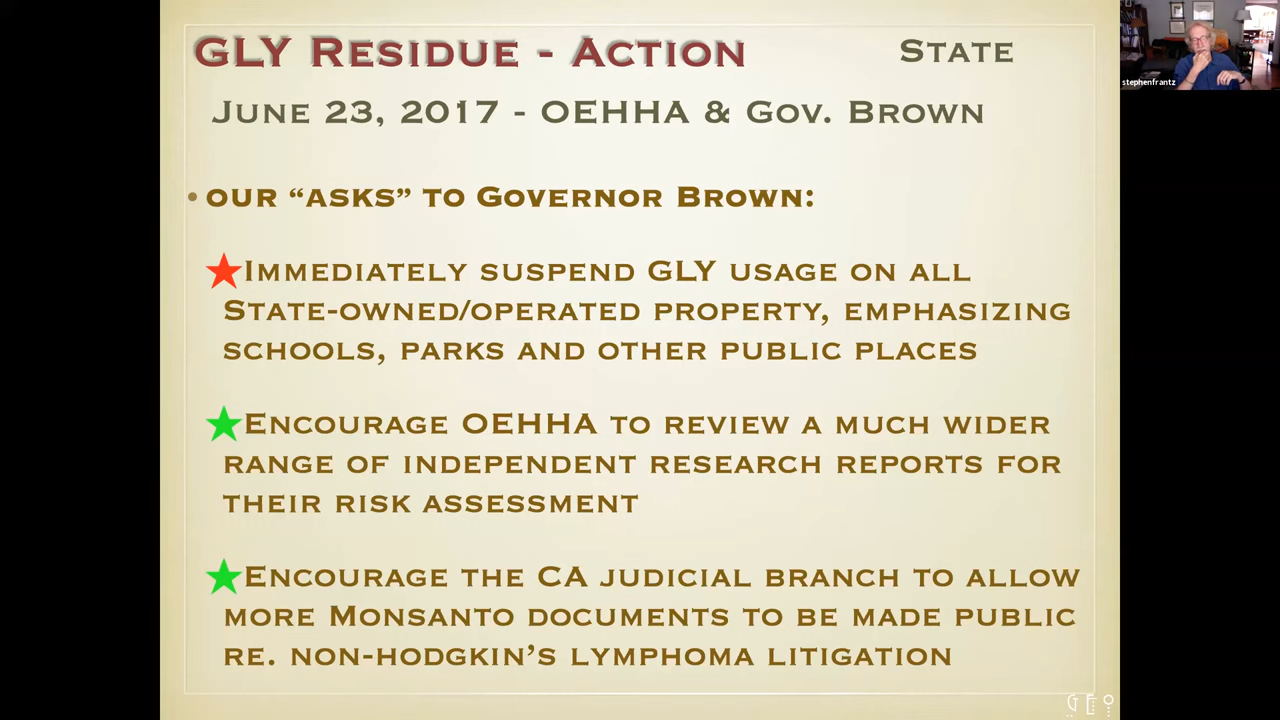 GLY Residue - Action
State
June 23, 2017 - OEHHA & Gov. Brown
• our “asks” to Governor Brown:
Immediately suspend GLY usage on all
State-owned/operated property, emphasizing
schools, parks and other public places
Encourage OEHHA to review a much wider
range of independent research reports for
their risk assessment
Encourage the CA judicial branch to allow
more Monsanto documents to be made public
re. non-Hodgkin’s lymphoma litigation
stephenfrantz
GEO